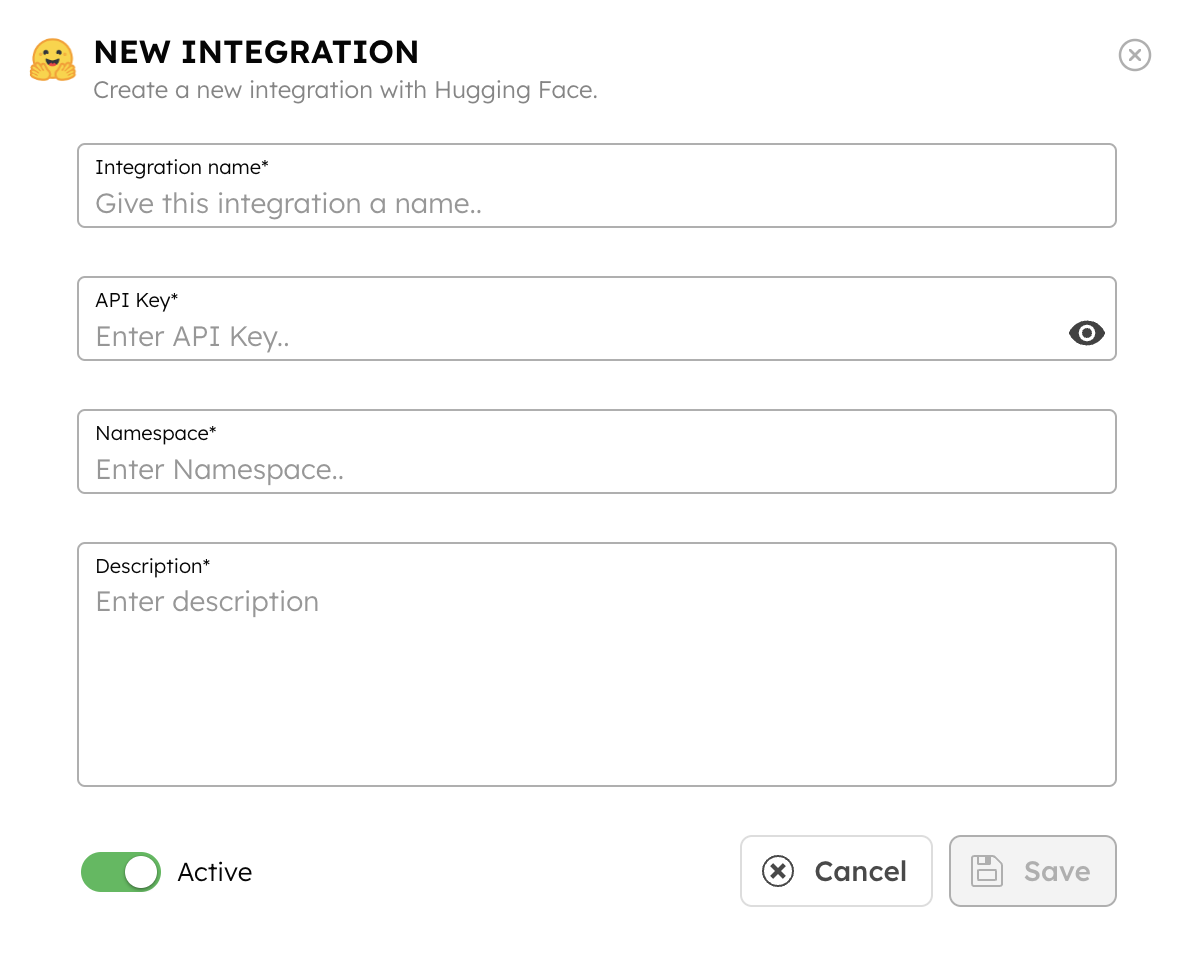 NEW INTEGRATION
Create a new integration with Hugging Face.
Integration name*
Give this integration a name..
API Key*
Enter API Key..
Namespace*
Enter Namespace..
Description*
Enter description
Active
Cancel
Save